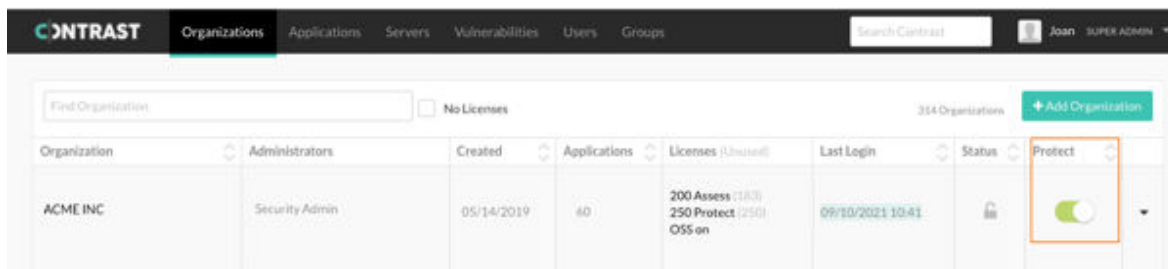 CONTRAST Organizations Applications Servers Vulnerabilities Users Groups Search Contrast Joan SUPER ADMIN
Find Organization No Licenses 314 Organizations +Add Organization
Organization Administrators Created Applications Licenses (Unused) Last Login Status Protect
ACME INC Security Admin 05/14/2019 60 200 Assess (183) 09/10/2021 10:41
250 Protect (250)
OSS on